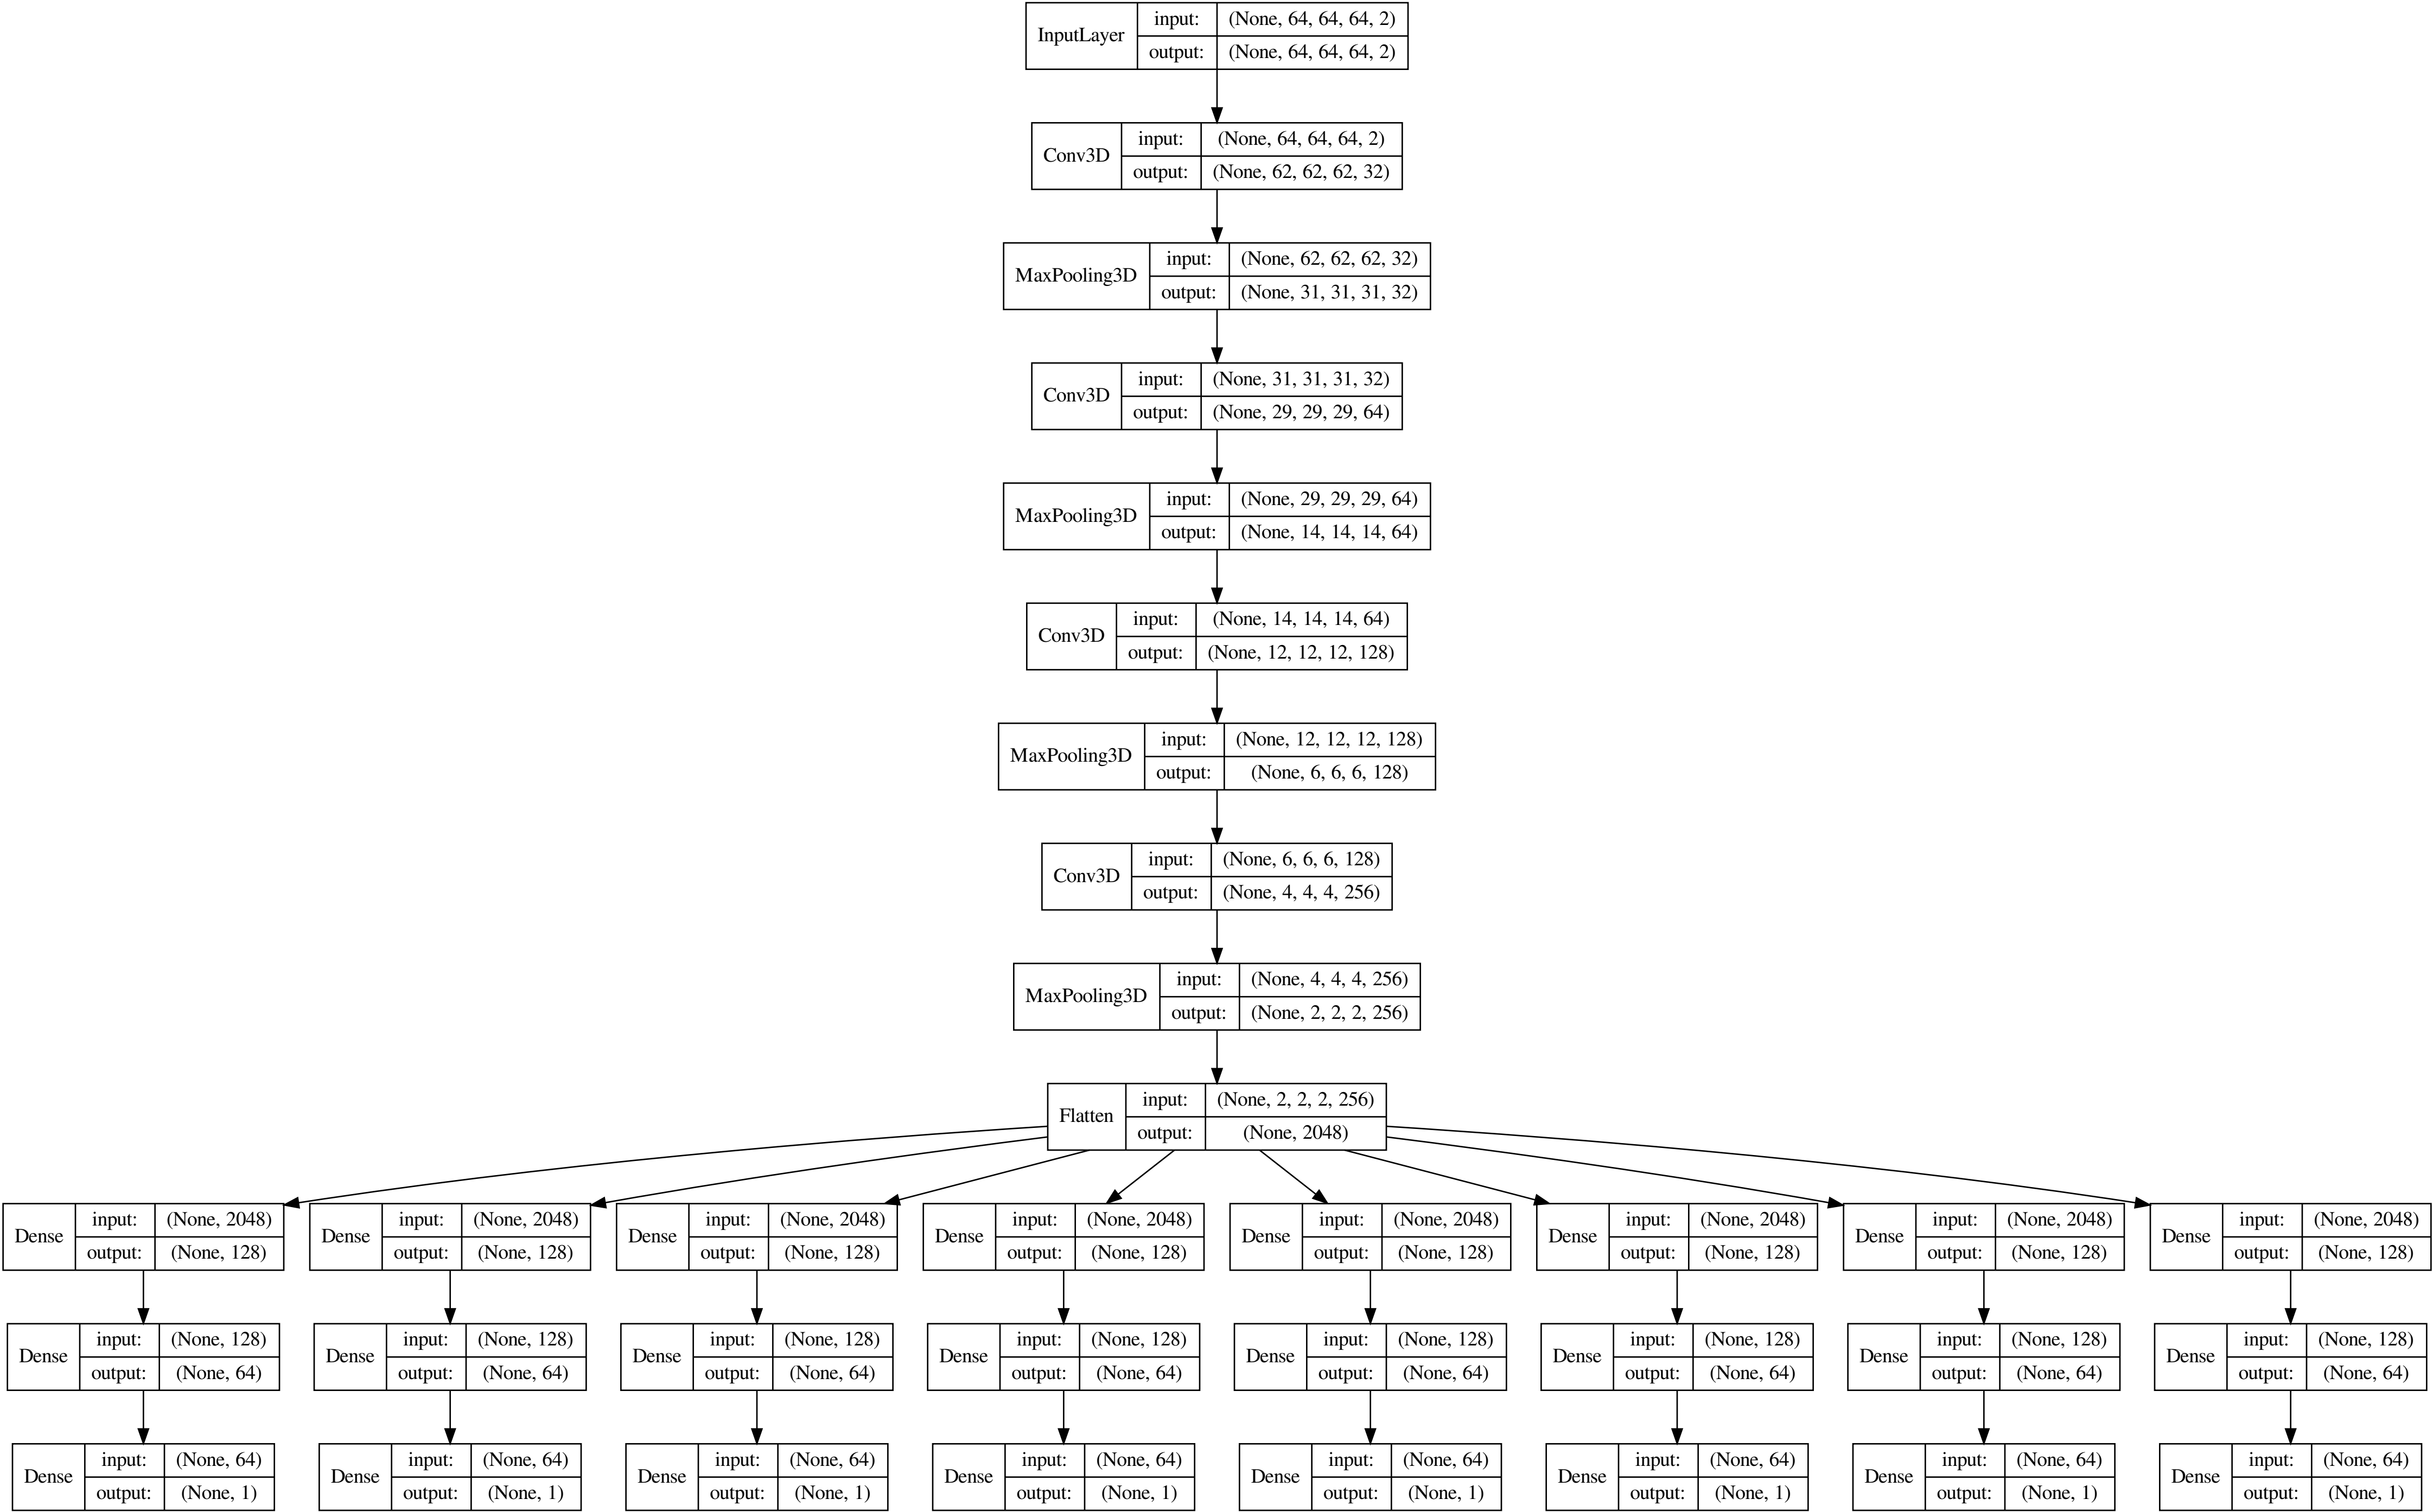 InputLayer input: (None, 64, 64, 64, 2)
output: (None, 64, 64, 64, 2)
Conv3D input: (None, 64, 64, 64, 2)
output: (None, 62, 62, 62, 32)
MaxPooling3D input: (None, 62, 62, 62, 32)
output: (None, 31, 31, 31, 32)
Conv3D input: (None, 31, 31, 31, 32)
output: (None, 29, 29, 29, 64)
MaxPooling3D input: (None, 29, 29, 29, 64)
output: (None, 14, 14, 14, 64)
Conv3D input: (None, 14, 14, 14, 64)
output: (None, 12, 12, 12, 128)
MaxPooling3D input: (None, 12, 12, 12, 128)
output: (None, 6, 6, 6, 128)
Conv3D input: (None, 6, 6, 6, 128)
output: (None, 4, 4, 4, 256)
MaxPooling3D input: (None, 4, 4, 4, 256)
output: (None, 2, 2, 2, 256)
Flatten input: (None, 2, 2, 2, 256)
output: (None, 2048)
Dense input: (None, 2048)
output: (None, 128)
Dense input: (None, 2048)
output: (None, 128)
Dense input: (None, 2048)
output: (None, 128)
Dense input: (None, 2048)
output: (None, 128)
Dense input: (None, 2048)
output: (None, 128)
Dense input: (None, 2048)
output: (None, 128)
Dense input: (None, 2048)
output: (None, 128)
Dense input: (None, 2048)
output: (None, 128)
Dense input: (None, 128)
output: (None, 64)
Dense input: (None, 128)
output: (None, 64)
Dense input: (None, 128)
output: (None, 64)
Dense input: (None, 128)
output: (None, 64)
Dense input: (None, 128)
output: (None, 64)
Dense input: (None, 128)
output: (None, 64)
Dense input: (None, 128)
output: (None, 64)
Dense input: (None, 128)
output: (None, 64)
Dense input: (None, 64)
output: (None, 1)
Dense input: (None, 64)
output: (None, 1)
Dense input: (None, 64)
output: (None, 1)
Dense input: (None, 64)
output: (None, 1)
Dense input: (None, 64)
output: (None, 1)
Dense input: (None, 64)
output: (None, 1)
Dense input: (None, 64)
output: (None, 1)
Dense input: (None, 64)
output: (None, 1)